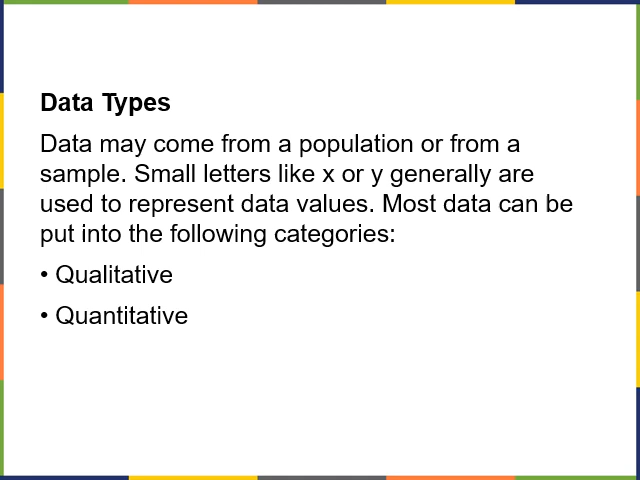 Data Types
Data may come from a population or from a
sample. Small letters like x or y generally are
used to represent data values. Most data can be
put into the following categories:
• Qualitative
• Quantitative